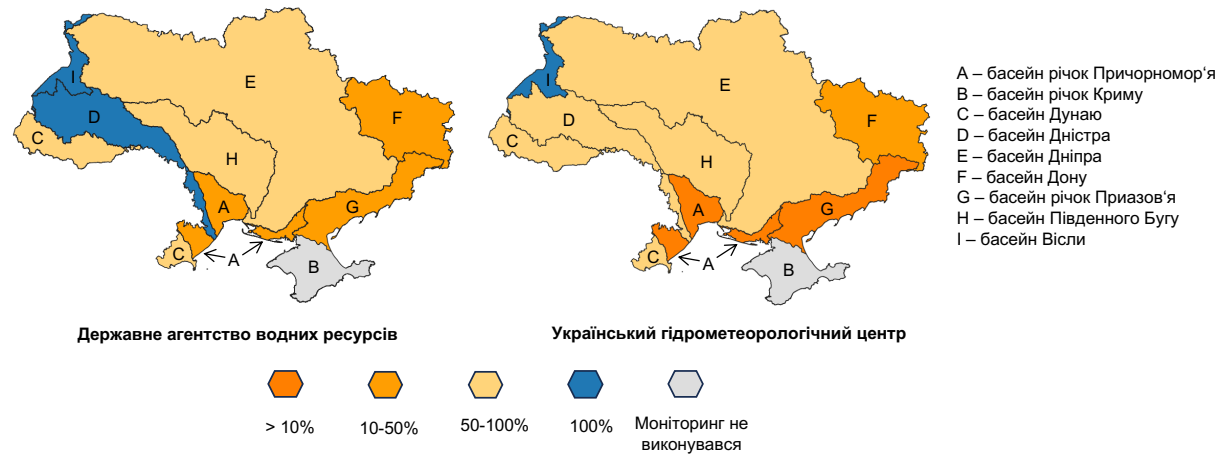 I
E
D
C
F
H
A
G
C
A
B
I
E
D
C
F
H
A
G
C
A
B
A – басейн річок Причорномор‘я
B – басейн річок Криму
C – басейн Дунаю
D – басейн Дністра
E – басейн Дніпра
F – басейн Дону
G – басейн річок Приазов‘я
H – басейн Південного Бугу
I – басейн Вісли
Державне агентство водних ресурсів
Український гідрометеорологічний центр
> 10%
10-50%
50-100%
100%
Моніторинг не
виконувався